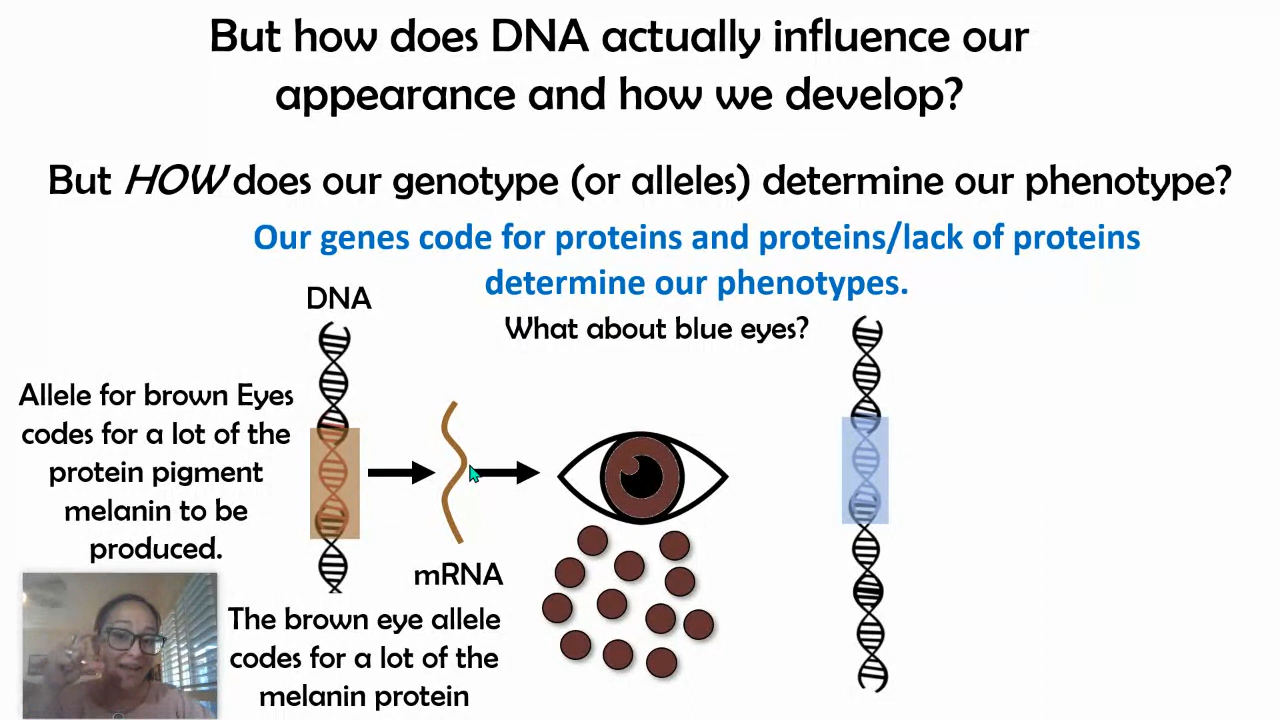 But how does DNA actually influence our
appearance and how we develop?
But HOW does our genotype (or alleles) determine our phenotype?
Our genes code for proteins and proteins/lack of proteins
determine our phenotypes.
DNA
What about blue eyes?
Allele for brown Eyes
codes for a lot of the
protein pigment
melanin to be
produced.
mRNA
The brown eye allele
codes for a lot of the
melanin protein